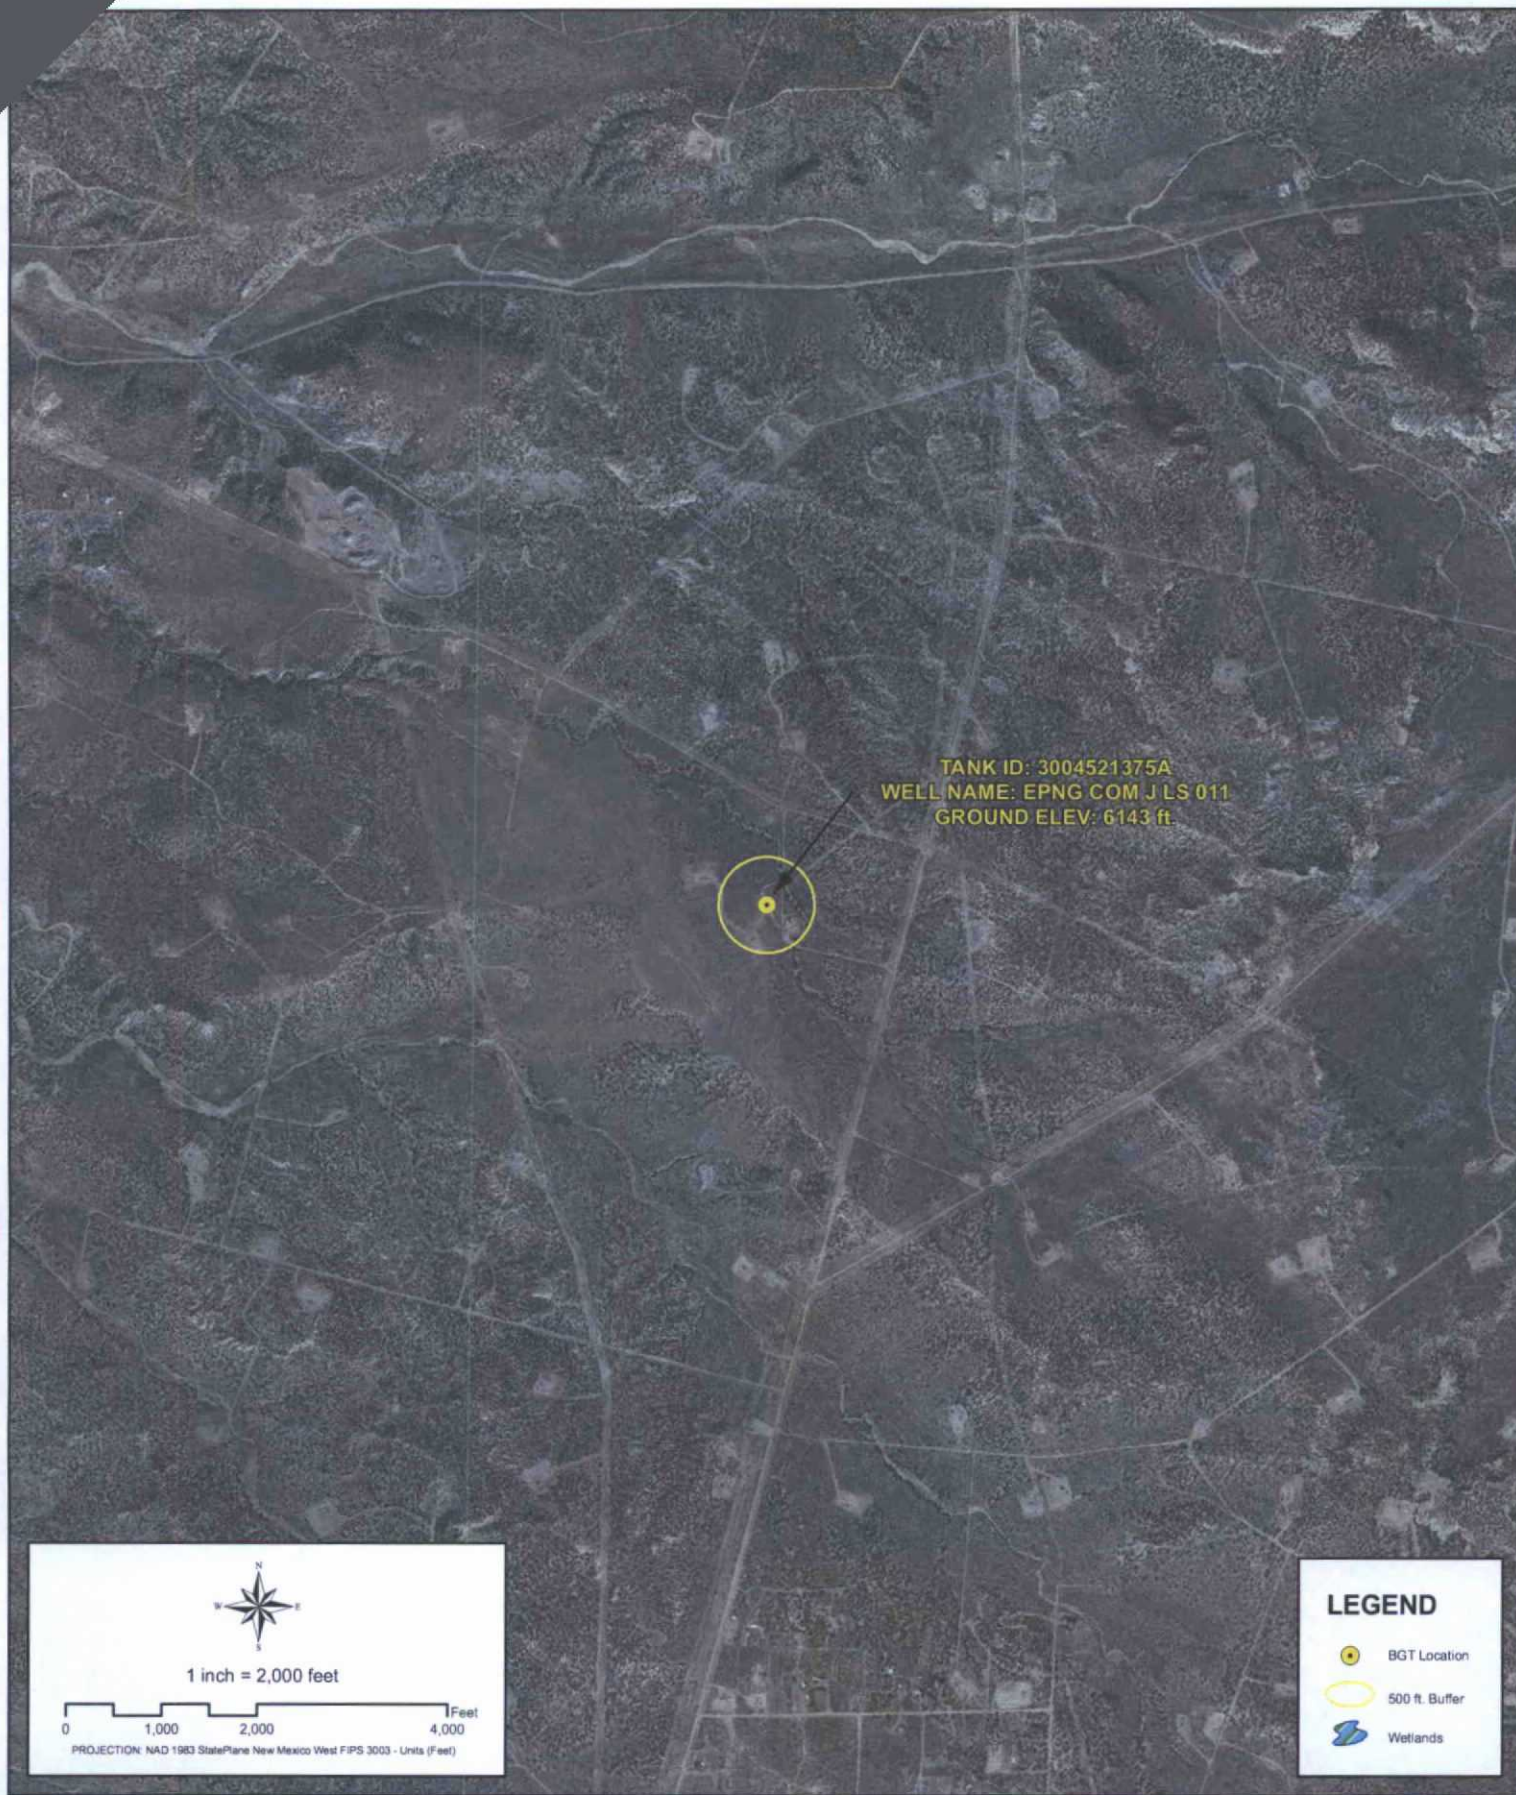 TANK ID: 3004521375A
WELL NAME: EPNG COM J LS 011
GROUND ELEV: 6143 ft.
N
W E
S
1 inch = 2,000 feet
Feet
0 1,000 2,000 4,000
PROJECTION: NAD 1983 StatePlane New Mexico West FIPS 3003 - Units (Feet)
LEGEND
BGT Location
500 ft. Buffer
Wetlands